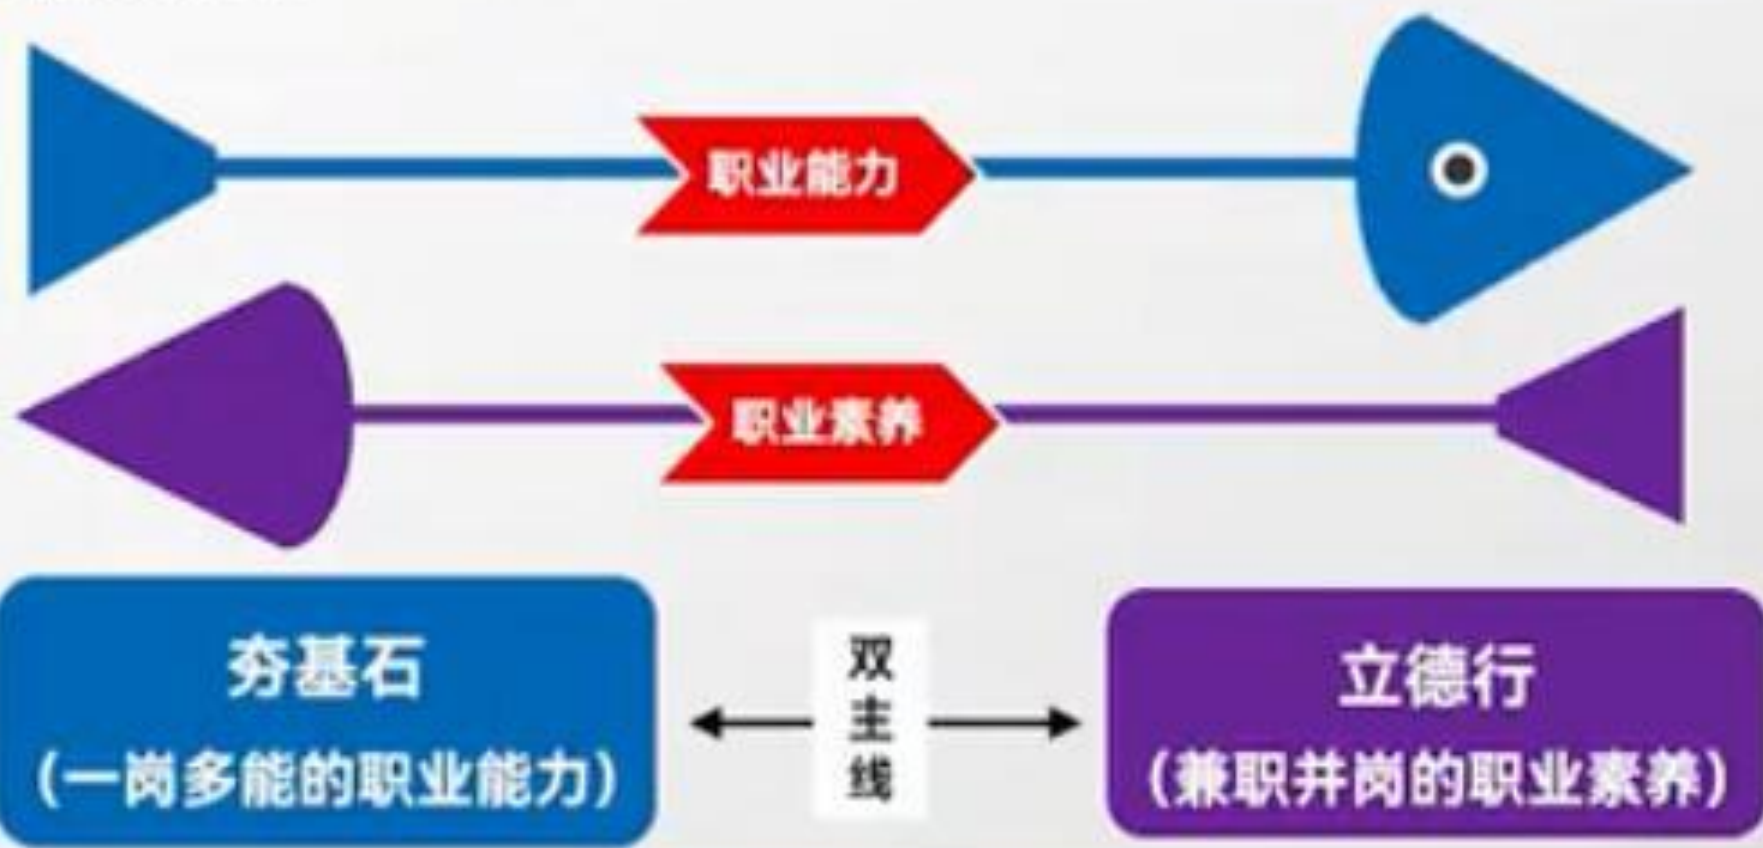 职业能力
职业素养
夯基石
（一岗多能的职业能力）
双
主
线
立德行
（兼职并岗的职业素养）